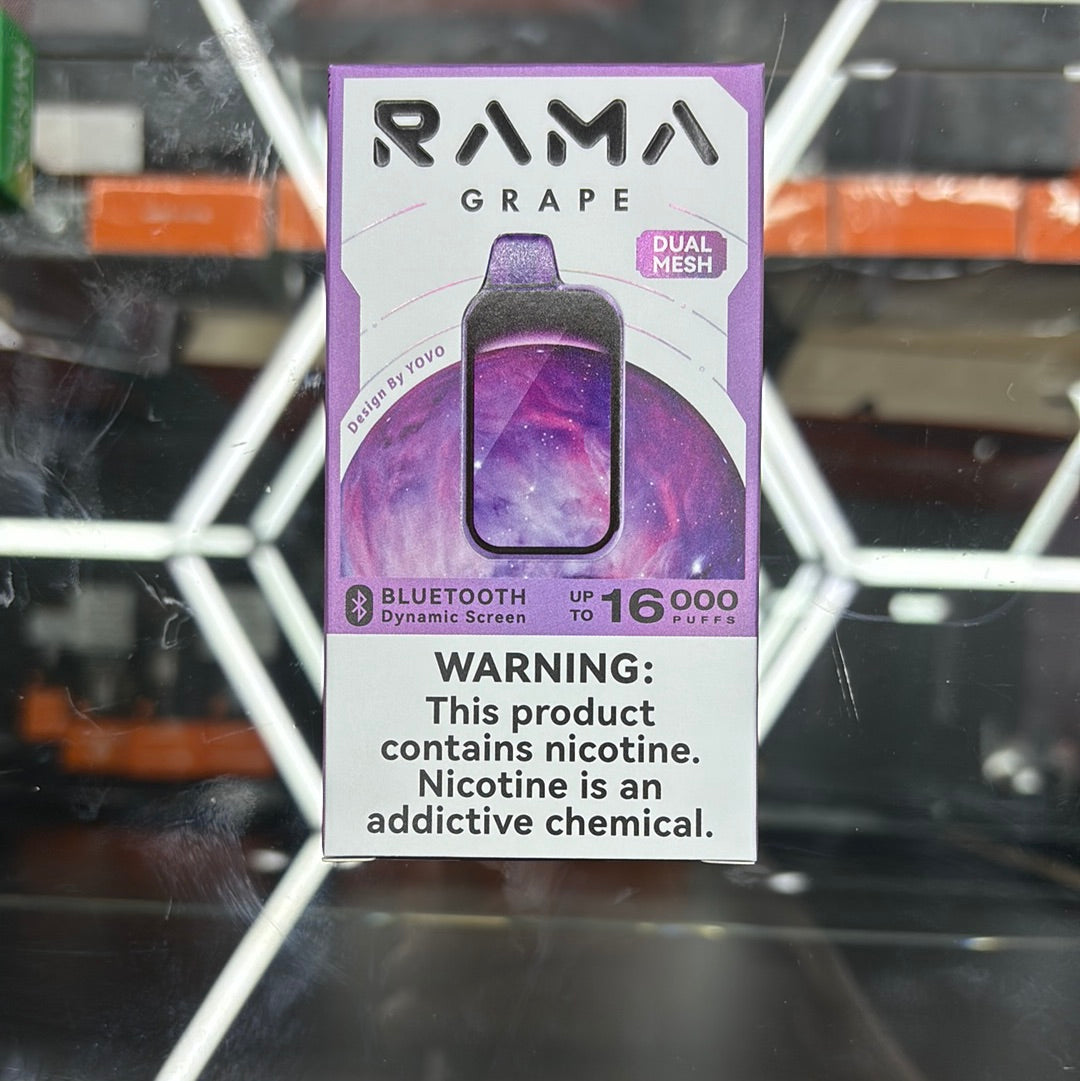 RAMA
GRAPE
DUAL
MESH
Design By YOVO
BLUETOOTH
Dynamic Screen
UP
TO
16000
PUFFS
WARNING:
This product
contains nicotine.
Nicotine is an
addictive chemical.